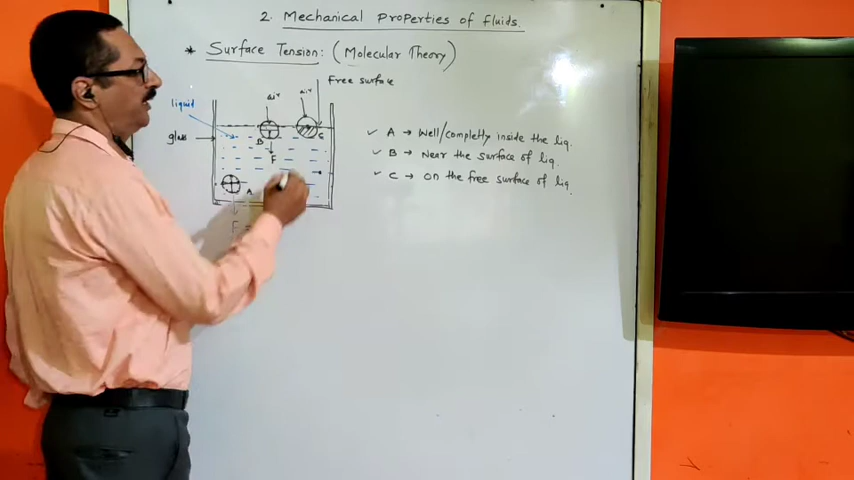 2. Mechanical Properties of fluids.
* Surface Tension: (Molecular Theory)
Free surface
air air
liquid
glass
B C
F
A
F =
✓ A → Well/completly inside the liq.
✓ B → Near the surface of liq.
✓ C → On the free surface of liq.